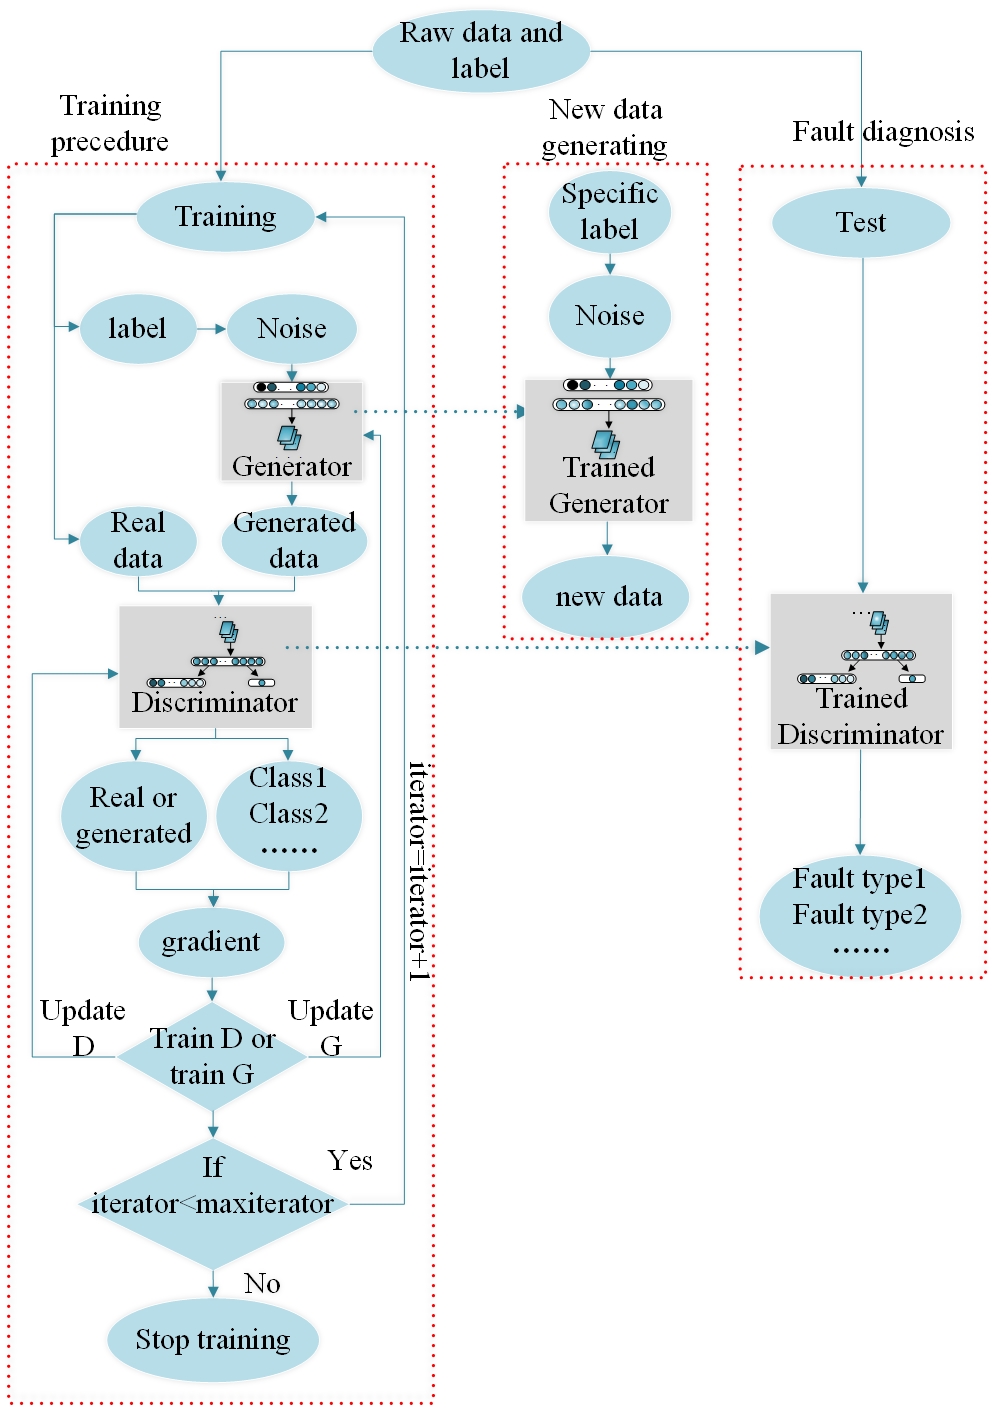 Raw data and
label
Training
precedure
New data
generating
Fault diagnosis
Training
label
Noise
Generator
Real
data
Generated
data
Discriminator
Real or
generated
Class1
Class2
......
gradient
Update
D
Train D or
train G
Update
G
If
iterator<maxiterator
Yes
iterator=iterator+1
No
Stop training
Specific
label
Noise
Trained
Generator
new data
Test
Trained
Discriminator
Fault type1
Fault type2
......